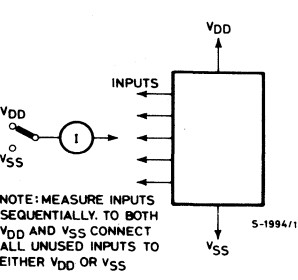 VDD
INPUTS
VDD
I
VSS
NOTE: MEASURE INPUTS
SEQUENTIALLY. TO BOTH
VDD AND VSS CONNECT
ALL UNUSED INPUTS TO
EITHER VDD OR VSS
S-1994/1
VSS